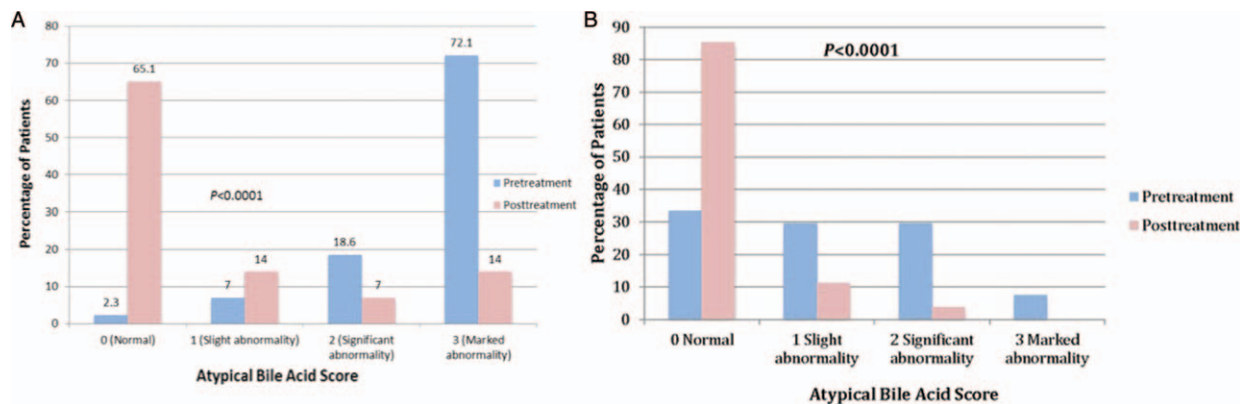 A
80
70
60
50
40
30
20
10
0
Percentage of Patients
2.3
65.1
7
14
18.6
7
72.1
14
P<0.0001
Pretreatment
Posttreatment
0 (Normal)
1 (Slight abnormality)
2 (Significant
abnormality)
3 (Marked
abnormality)
Atypical Bile Acid Score
B
90
80
70
60
50
40
30
20
10
0
Percentage of Patients
P<0.0001
Pretreatment
Posttreatment
0 Normal
1 Slight
abnormality
2 Significant
abnormality
3 Marked
abnormality
Atypical Bile Acid Score